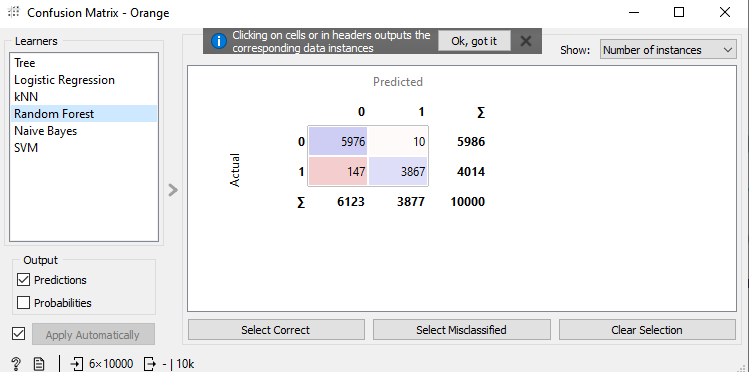 Confusion Matrix - Orange
Learners
Tree
Logistic Regression
kNN
Random Forest
Naive Bayes
SVM
Output
Predictions
Probabilities
Apply Automatically
Clicking on cells or in headers outputs the
corresponding data instances
Ok, got it
Show: Number of instances
Predicted
0 1 Σ
Actual
0 5976 10 5986
1 147 3867 4014
Σ 6123 3877 10000
Select Correct Select Misclassified Clear Selection
? 6×10000 - | 10k